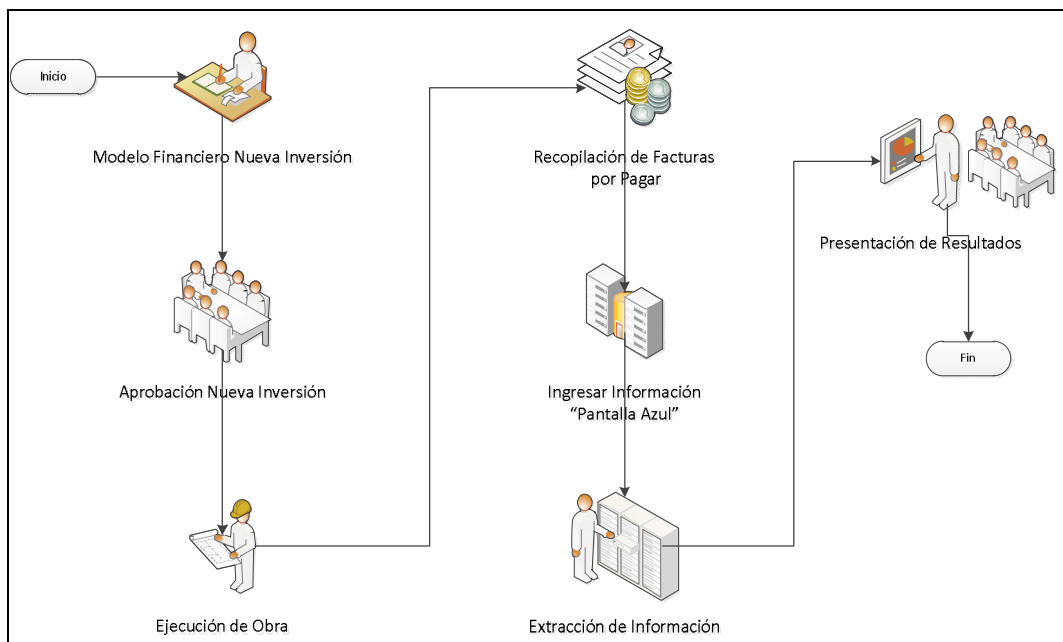 Inicio
Modelo Financiero Nueva Inversión
Aprobación Nueva Inversión
Ejecución de Obra
Recopilación de Facturas
por Pagar
Ingresar Información
“Pantalla Azul”
Extracción de Información
Presentación de Resultados
Fin